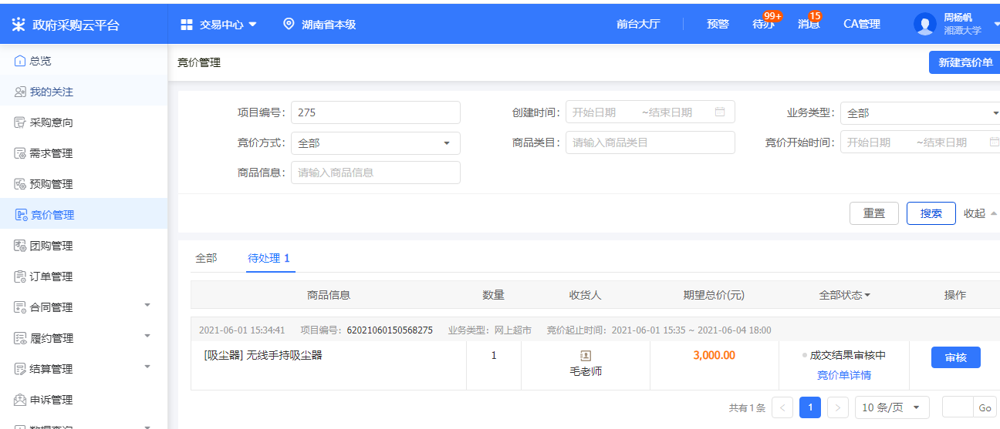 政府采购云平台 交易中心 湖南省本级 前台大厅 预警 待办 99+ 消息 15 CA管理 周杨帆
湘潭大学
总览
我的关注
采购意向
需求管理
预购管理
竞价管理
团购管理
订单管理
合同管理
履约管理
结算管理
申诉管理
数据查询
竞价管理 新建竞价单
项目编号： 275 创建时间： 开始日期 ~结束日期 业务类型： 全部
竞价方式： 全部 商品类目： 请输入商品类目 竞价开始时间： 开始日期 ~结束日期
商品信息： 请输入商品信息
重置 搜索 收起
全部 待处理 1
商品信息 数量 收货人 期望总价(元) 全部状态 操作
2021-06-01 15:34:41 项目编号：62021060150568275 业务类型：网上超市 竞价起止时间：2021-06-01 15:35 ~ 2021-06-04 18:00
[吸尘器] 无线手持吸尘器 1 毛老师 3,000.00 成交结果审核中 审核
竞价单详情
共有 1 条 < 1 > 10 条/页 Go